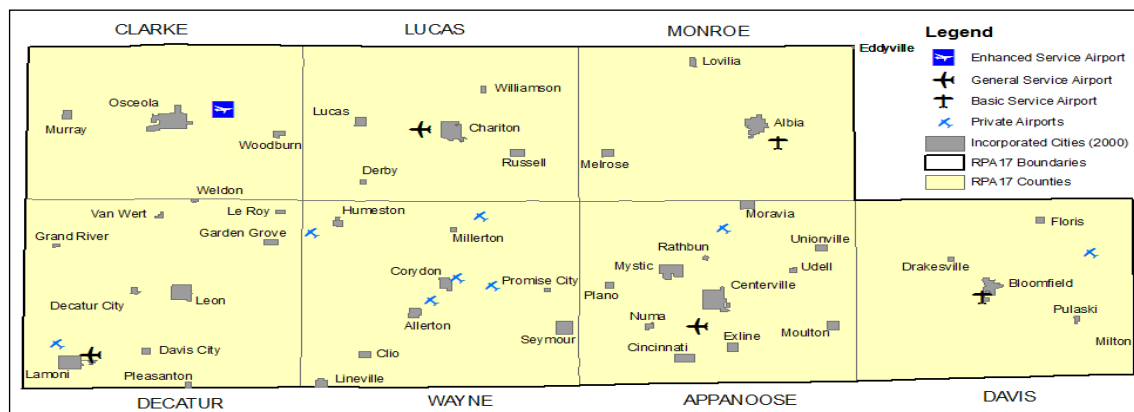 CLARKE
LUCAS
MONROE
Eddyville
Legend
Enhanced Service Airport
General Service Airport
Basic Service Airport
Private Airports
Incorporated Cities (2000)
RPA17 Boundaries
RPA17 Counties
Lovilia
Williamson
Osceola
Murray
Woodburn
Lucas
Chariton
Russell
Derby
Albia
Melrose
Weldon
Van Wert
Le Roy
Grand River
Garden Grove
Humeston
Millerton
Moravia
Rathbun
Unionville
Mystic
Udell
Floris
Drakesville
Bloomfield
Pulaski
Milton
Decatur City
Leon
Corydon
Promise City
Allerton
Seymour
Plano
Centerville
Numa
Exline
Moulton
Cincinnati
Davis City
Lamoni
Pleasanton
Clio
Lineville
DECATUR
WAYNE
APPANOOSE
DAVIS